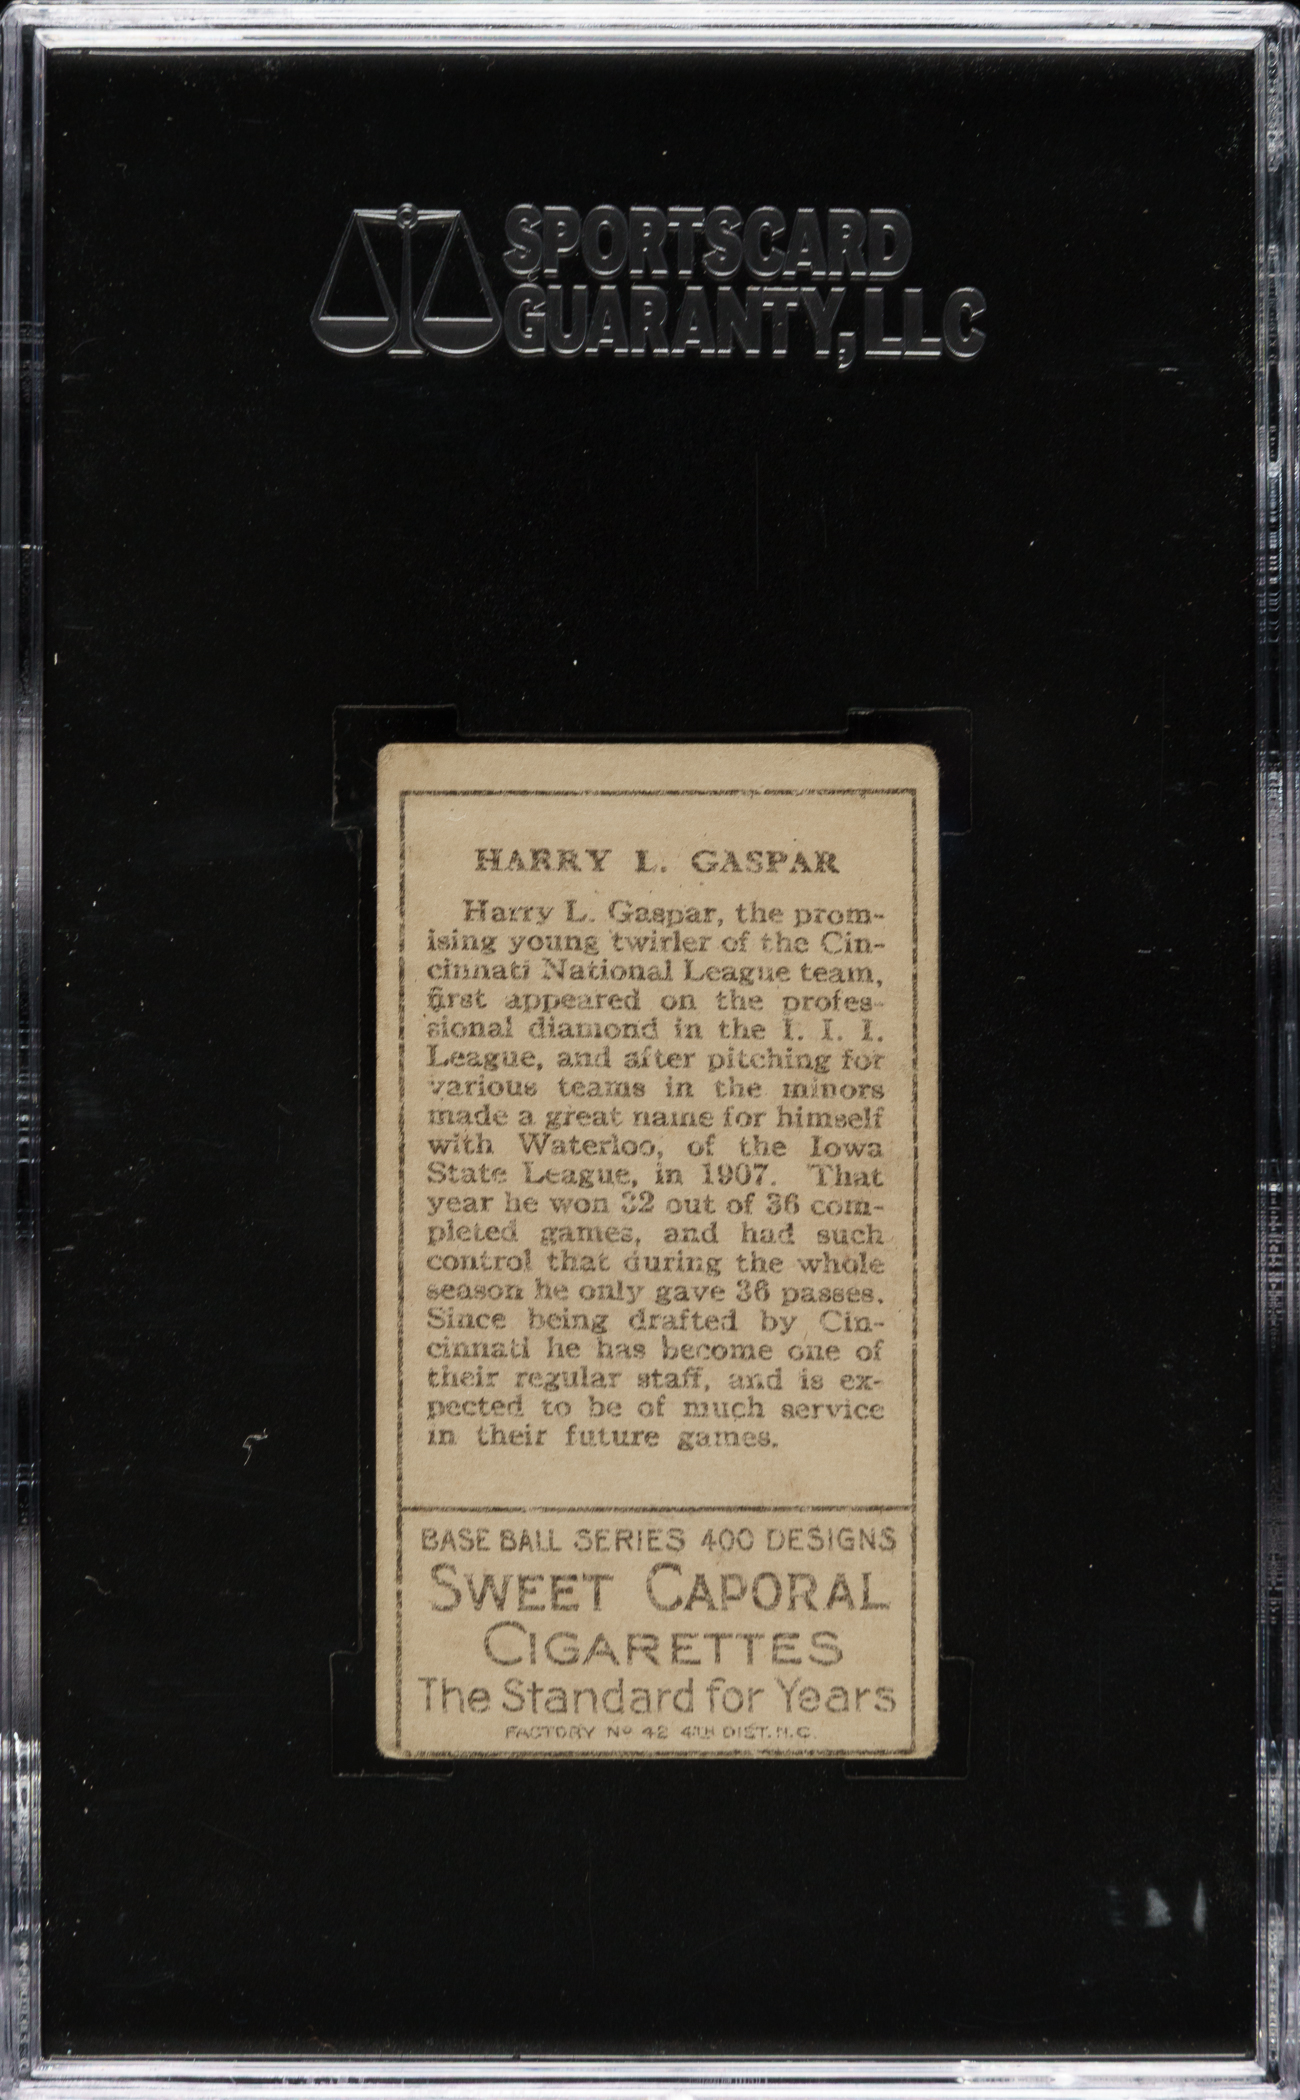 SPORTSCARD
GUARANTY, LLC
HARRY L. GASPAR
Harry L. Gaspar, the prom-
ising young twirler of the Cin-
cinnati National League team,
first appeared on the profes-
sional diamond in the I. I. I.
League, and after pitching for
various teams in the minors
made a great name for himself
with Waterloo, of the Iowa
State League, in 1907. That
year he won 32 out of 36 com-
pleted games, and had such
control that during the whole
season he only gave 36 passes.
Since being drafted by Cin-
cinnati he has become one of
their regular staff, and is ex-
pected to be of much service
in their future games.
BASE BALL SERIES 400 DESIGNS
SWEET CAPORAL
CIGARETTES
The Standard for Years
FACTORY No 42 4TH DIST. N.C.